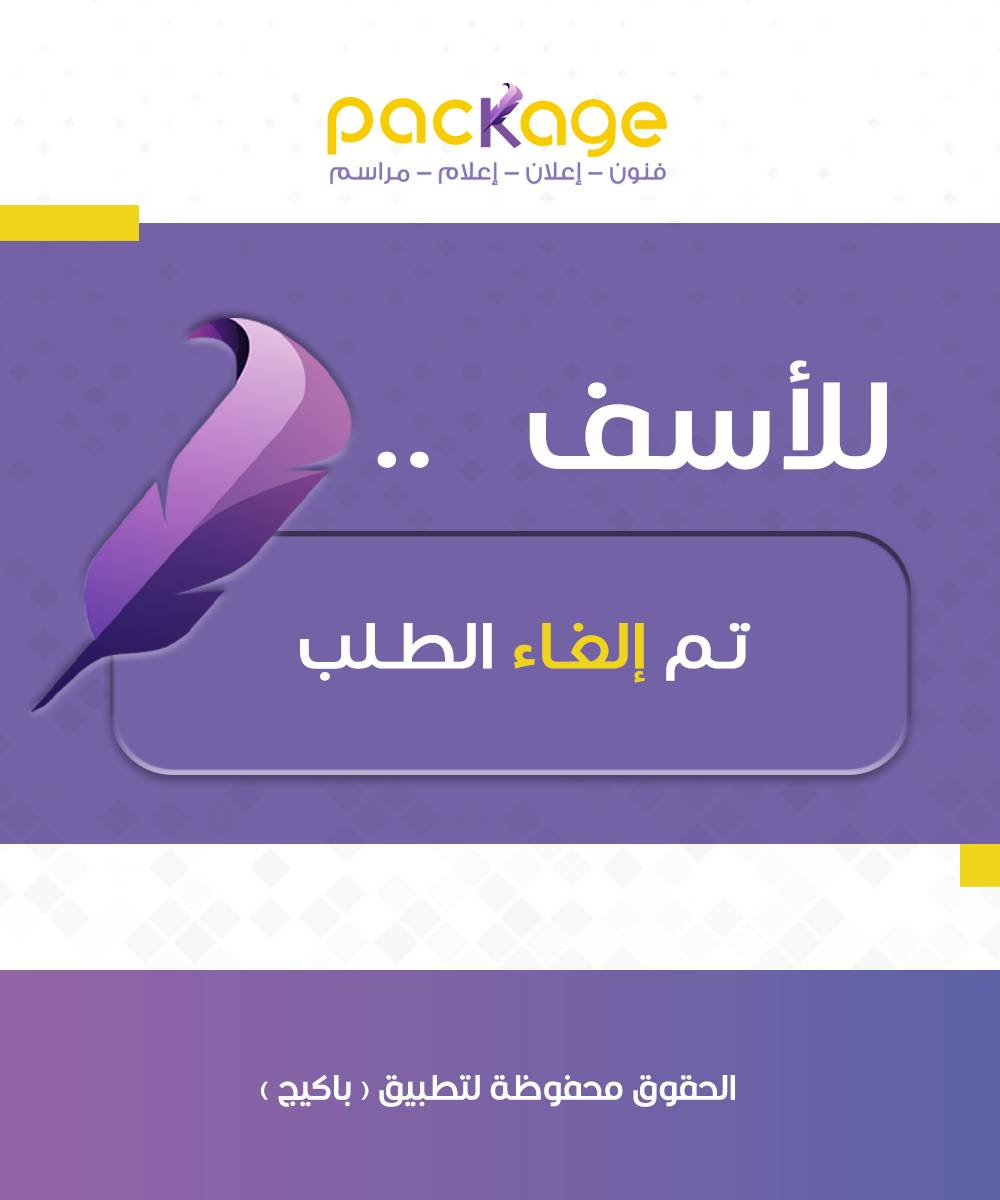 package
فنون – إعلان – إعلام – مراسم
للأسف ..
تم إلغاء الطلب
الحقوق محفوظة لتطبيق ( باكيج )